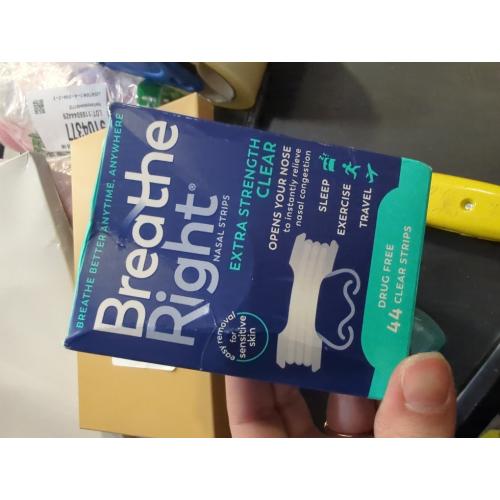 BREATHE BETTER ANYTIME, ANYWHERE
Breathe
Right®
NASAL STRIPS
EXTRA STRENGTH
CLEAR
OPENS YOUR NOSE
to instantly relieve
nasal congestion
SLEEP
EXERCISE
TRAVEL
easy removal
for
sensitive
skin
DRUG FREE
44 CLEAR STRIPS